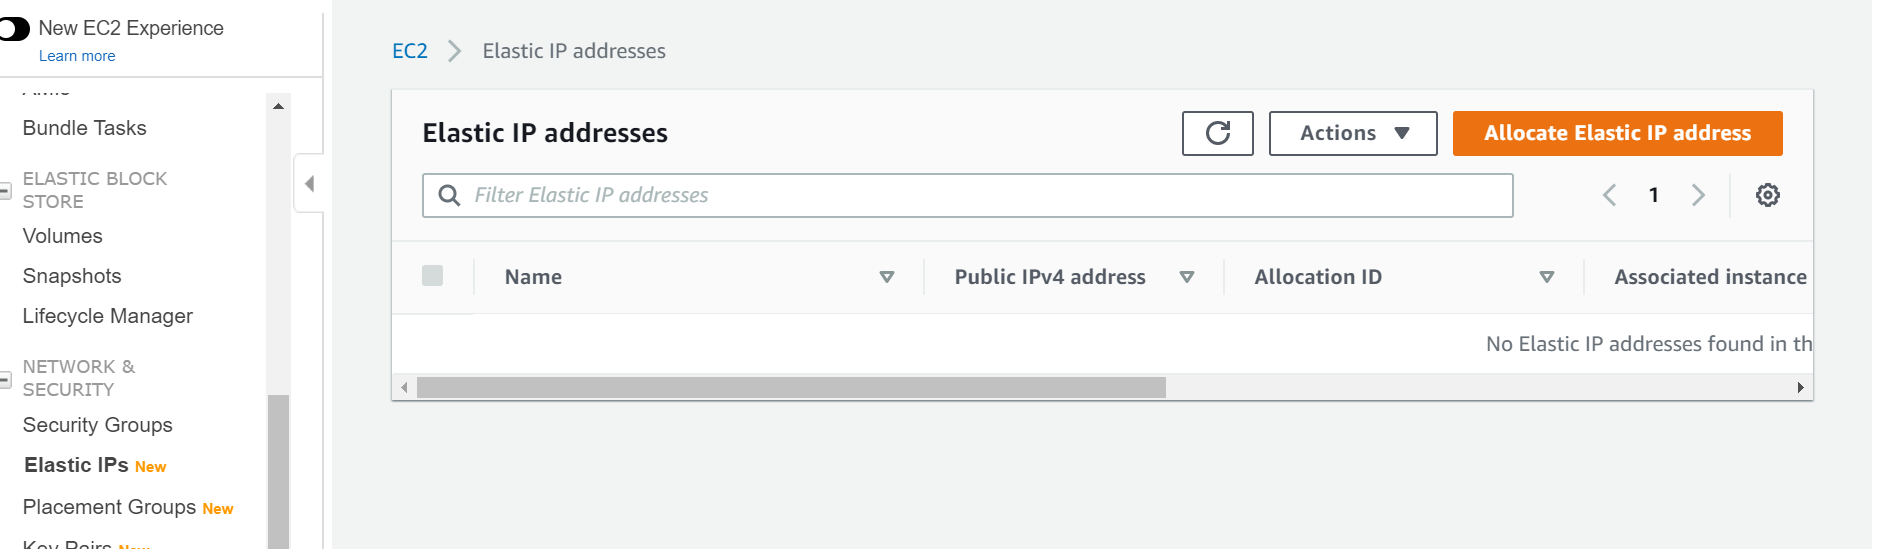 New EC2 Experience
Learn more
Bundle Tasks
ELASTIC BLOCK
STORE
Volumes
Snapshots
Lifecycle Manager
NETWORK &
SECURITY
Security Groups
Elastic IPs New
Placement Groups New
Key Pairs New
EC2 Elastic IP addresses
Elastic IP addresses
Actions
Allocate Elastic IP address
Filter Elastic IP addresses
1
Name Public IPv4 address Allocation ID Associated instance
No Elastic IP addresses found in th